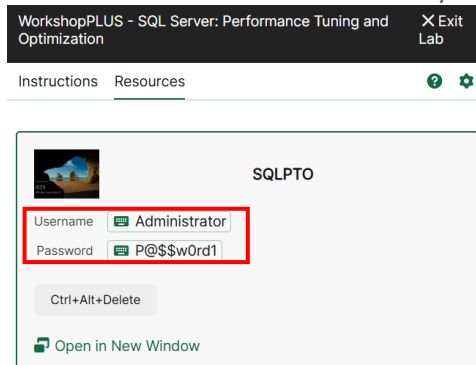 WorkshopPLUS - SQL Server: Performance Tuning and Optimization
X Exit Lab
Instructions Resources
SQLPTO
Username Administrator
Password P@$$w0rd1
Ctrl+Alt+Delete
Open in New Window